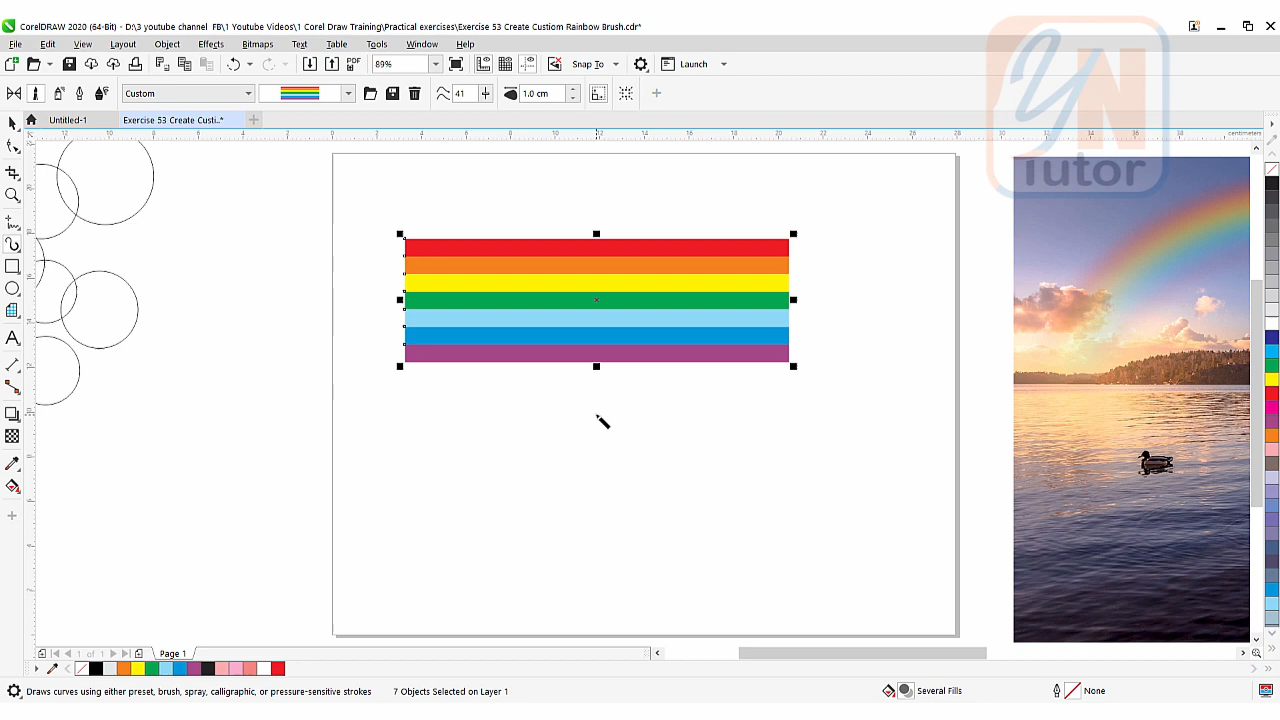 CorelDRAW 2020 (64-Bit) - D:\3 youtube channel FB\1 Youtube Videos\1 Corel Draw Training\Practical exercises\Exercise 53 Create Custiom Rainbow Brush.cdr*
File Edit View Layout Object Effects Bitmaps Text Table Tools Window Help
PDF 89% Snap To Launch
Custom 41 1.0 cm
Untitled-1 Exercise 53 Create Custi..*
centimeters
YN
Tutor
1 of 1 Page 1
Draws curves using either preset, brush, spray, calligraphic, or pressure-sensitive strokes 7 Objects Selected on Layer 1 Several Fills None